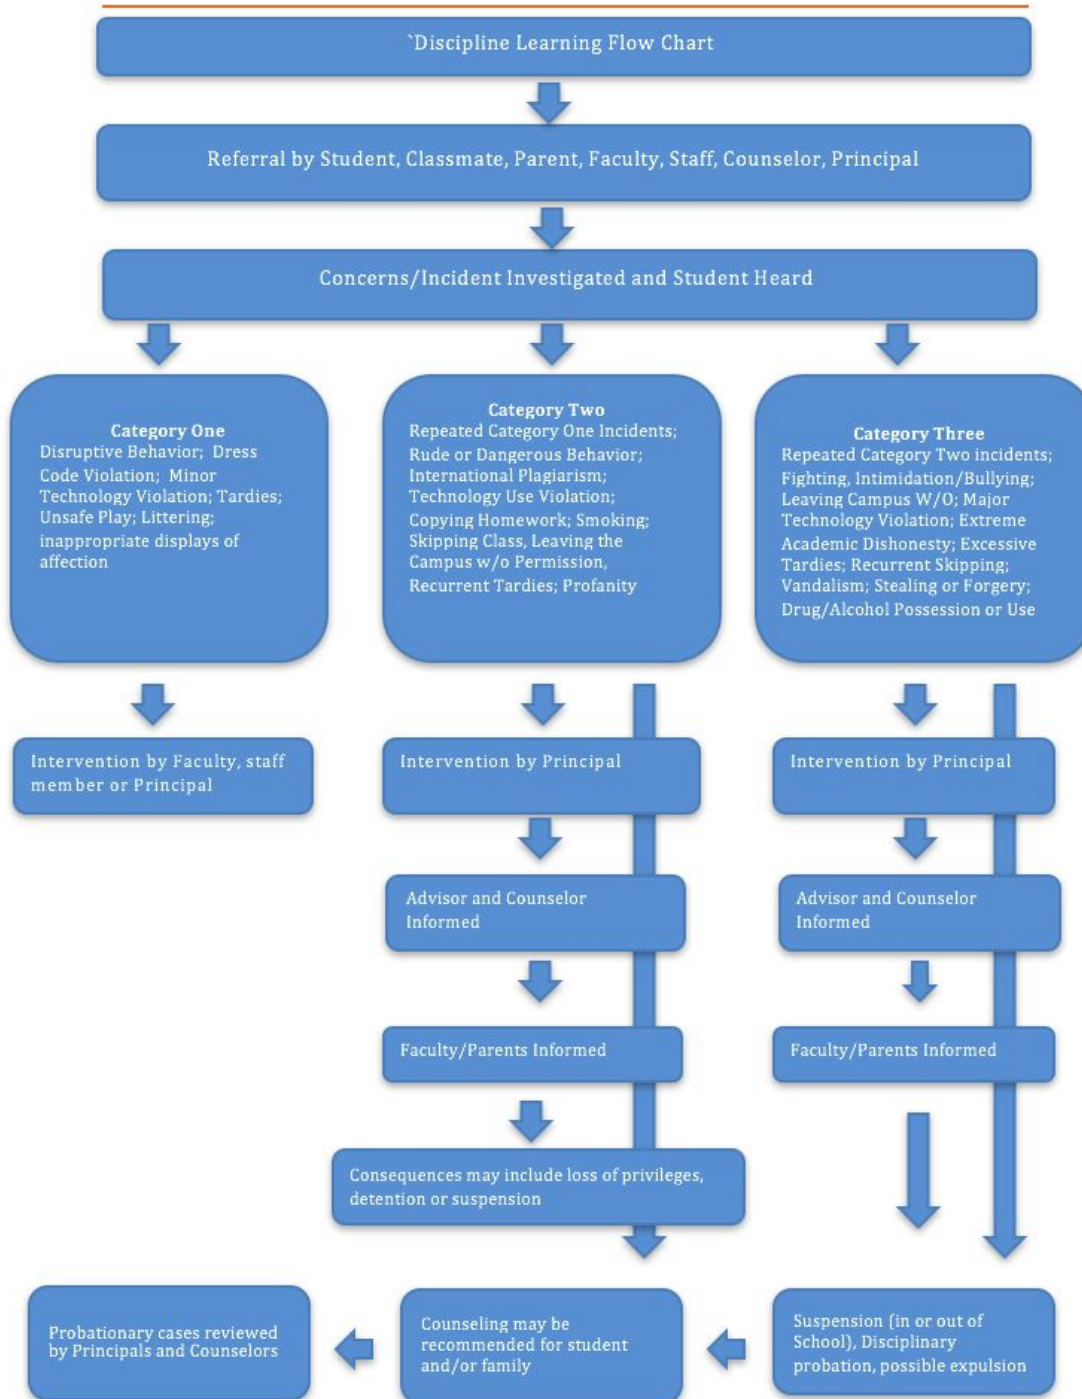 `Discipline Learning Flow Chart
Referral by Student, Classmate, Parent, Faculty, Staff, Counselor, Principal
Concerns/Incident Investigated and Student Heard
Category One
Disruptive Behavior; Dress
Code Violation; Minor
Technology Violation; Tardies;
Unsafe Play; Littering;
inappropriate displays of
affection
Category Two
Repeated Category One Incidents;
Rude or Dangerous Behavior;
International Plagiarism;
Technology Use Violation;
Copying Homework; Smoking;
Skipping Class, Leaving the
Campus w/o Permission,
Recurrent Tardies; Profanity
Category Three
Repeated Category Two incidents;
Fighting, Intimidation/Bullying;
Leaving Campus W/O; Major
Technology Violation; Extreme
Academic Dishonesty; Excessive
Tardies; Recurrent Skipping;
Vandalism; Stealing or Forgery;
Drug/Alcohol Possession or Use
Intervention by Faculty, staff
member or Principal
Intervention by Principal
Intervention by Principal
Advisor and Counselor
Informed
Advisor and Counselor
Informed
Faculty/Parents Informed
Faculty/Parents Informed
Consequences may include loss of privileges,
detention or suspension
Probationary cases reviewed
by Principals and Counselors
Counseling may be
recommended for student
and/or family
Suspension (in or out of
School), Disciplinary
probation, possible expulsion